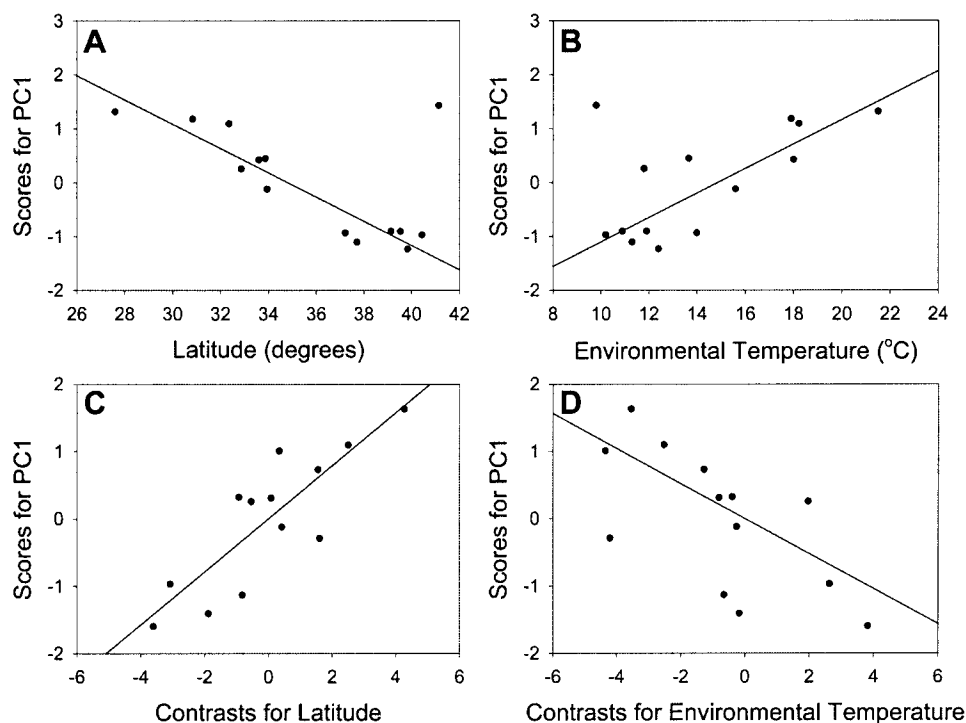 A
Scores for PC1
3
2
1
0
-1
-2
26 28 30 32 34 36 38 40 42
Latitude (degrees)
B
Scores for PC1
3
2
1
0
-1
-2
8 10 12 14 16 18 20 22 24
Environmental Temperature (°C)
C
Scores for PC1
2
1
0
-1
-2
-6 -4 -2 0 2 4 6
Contrasts for Latitude
D
Scores for PC1
2
1
0
-1
-2
-6 -4 -2 0 2 4 6
Contrasts for Environmental Temperature